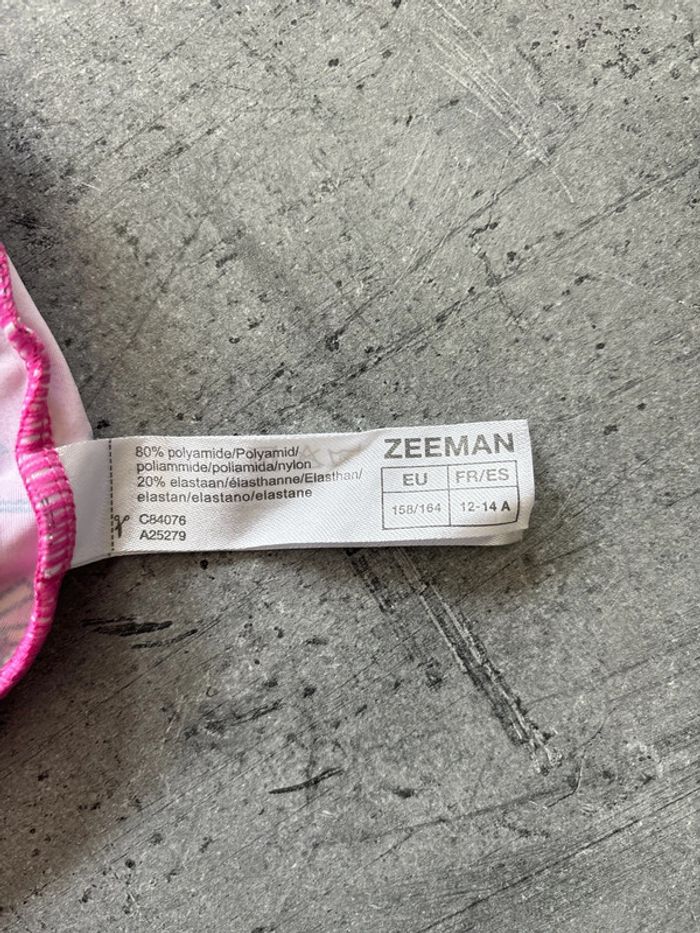 80% polyamide/Polyamid/
poliammide/poliamida/nylon
20% elastaan/élasthanne/Elasthan/
elastan/elastano/elastane
C84076
A25279
ZEEMAN
EU FR/ES
158/164 12-14 A